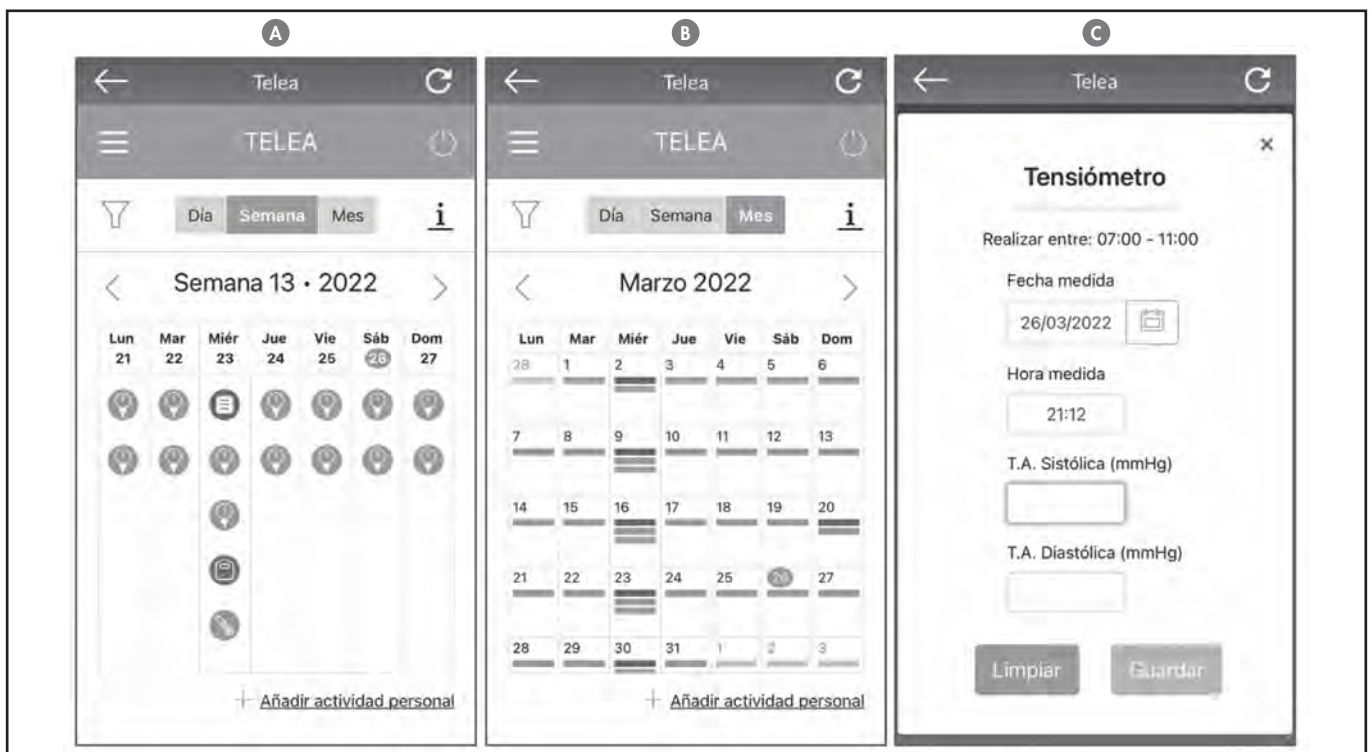 A
Telea
TELEA
Día Semana Mes i
Semana 13 · 2022
Lun Mar Miér Jue Vie Sáb Dom
21 22 23 24 25 26 27
+ Añadir actividad personal
B
Telea
TELEA
Día Semana Mes i
Marzo 2022
Lun Mar Miér Jue Vie Sáb Dom
28 1 2 3 4 5 6
7 8 9 10 11 12 13
14 15 16 17 18 19 20
21 22 23 24 25 26 27
28 29 30 31 1 2 3
+ Añadir actividad personal
C
Telea
×
Tensiómetro
Realizar entre: 07:00 - 11:00
Fecha medida
26/03/2022
Hora medida
21:12
T.A. Sistólica (mmHg)
T.A. Diastólica (mmHg)
Limpiar Guardar